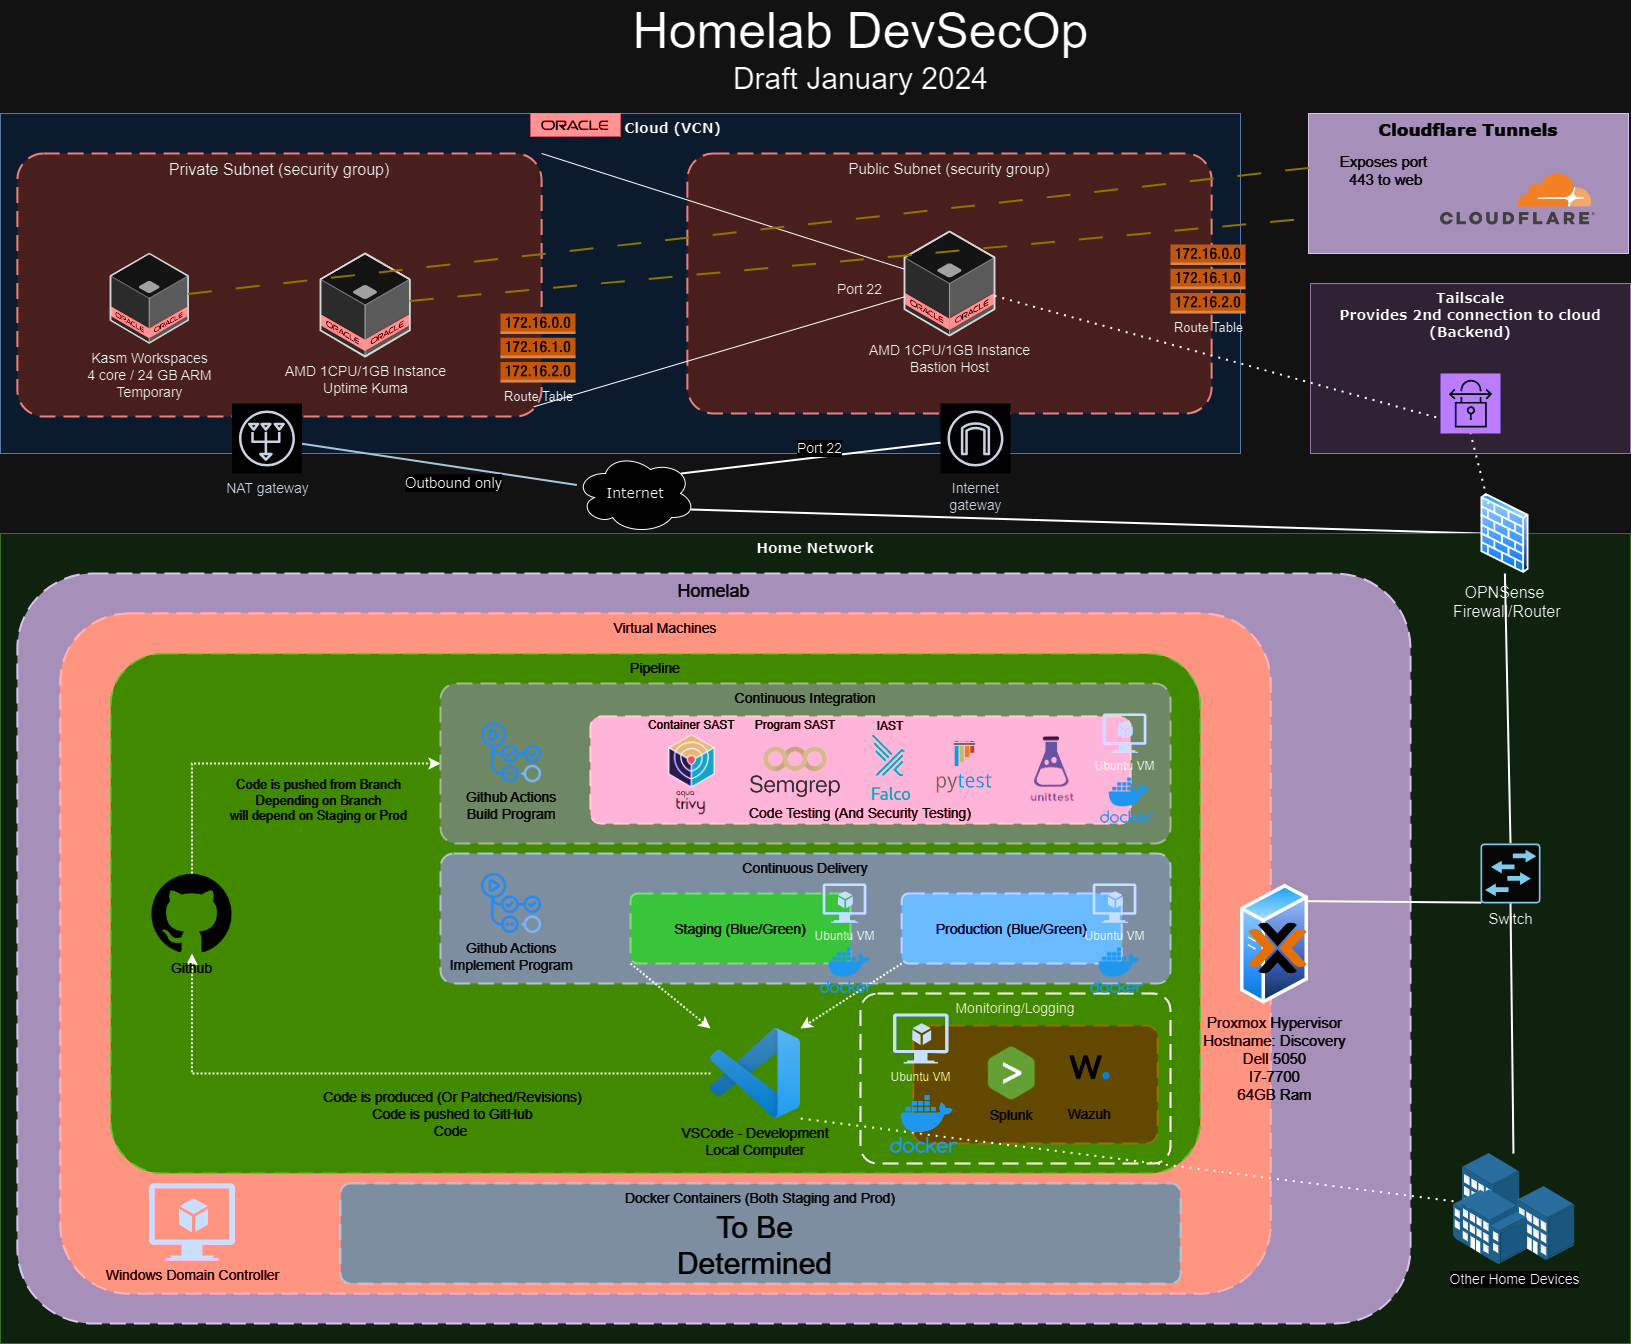 Homelab DevSecOp
Draft January 2024
ORACLE
Cloud (VCN)
Private Subnet (security group)
ORACLE
ORACLE
Kasm Workspaces
4 core / 24 GB ARM
Temporary
ORACLE
ORACLE
AMD 1CPU/1GB Instance
Uptime Kuma
172.16.0.0
172.16.1.0
172.16.2.0
Route Table
Public Subnet (security group)
Port 22
ORACLE
ORACLE
AMD 1CPU/1GB Instance
Bastion Host
172.16.0.0
172.16.1.0
172.16.2.0
Route Table
Cloudflare Tunnels
Exposes port
443 to web
CLOUDFLARE
Tailscale
Provides 2nd connection to cloud
(Backend)
NAT gateway
Outbound only
Internet
Port 22
Internet
gateway
OPNSense
Firewall/Router
Home Network
Homelab
Virtual Machines
Pipeline
Continuous Integration
Github Actions
Build Program
Container SAST
Program SAST
IAST
aqua
trivy
Semgrep
Falco
pytest
unittest
Code Testing (And Security Testing)
Ubuntu VM
docker
Code is pushed from Branch
Depending on Branch
will depend on Staging or Prod
Github
Continuous Delivery
Github Actions
Implement Program
Staging (Blue/Green)
Ubuntu VM
docker
Production (Blue/Green)
Ubuntu VM
docker
Code is produced (Or Patched/Revisions)
Code is pushed to GitHub
Code
VSCode - Development
Local Computer
Monitoring/Logging
Ubuntu VM
docker
>
Splunk
W.
Wazuh
Switch
Proxmox Hypervisor
Hostname: Discovery
Dell 5050
I7-7700
64GB Ram
Windows Domain Controller
Docker Containers (Both Staging and Prod)
To Be
Determined
Other Home Devices